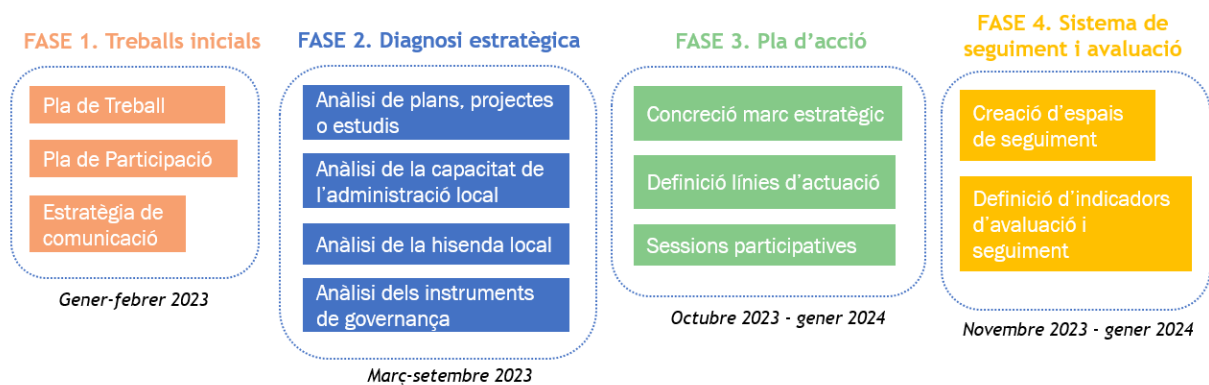 FASE 1. Treballs inicials
Pla de Treball
Pla de Participació
Estratègia de
comunicació
Gener-febrer 2023
FASE 2. Diagnosi estratègica
Anàlisi de plans, projectes
o estudis
Anàlisi de la capacitat de
l'administració local
Anàlisi de la hisenda local
Anàlisi dels instruments
de governança
Març-setembre 2023
FASE 3. Pla d'acció
Concreció marc estratègic
Definició línies d'actuació
Sessions participatives
Octubre 2023 - gener 2024
FASE 4. Sistema de
seguiment i avaluació
Creació d'espais
de seguiment
Definició d'indicadors
d'avaluació i
seguiment
Novembre 2023 - gener 2024